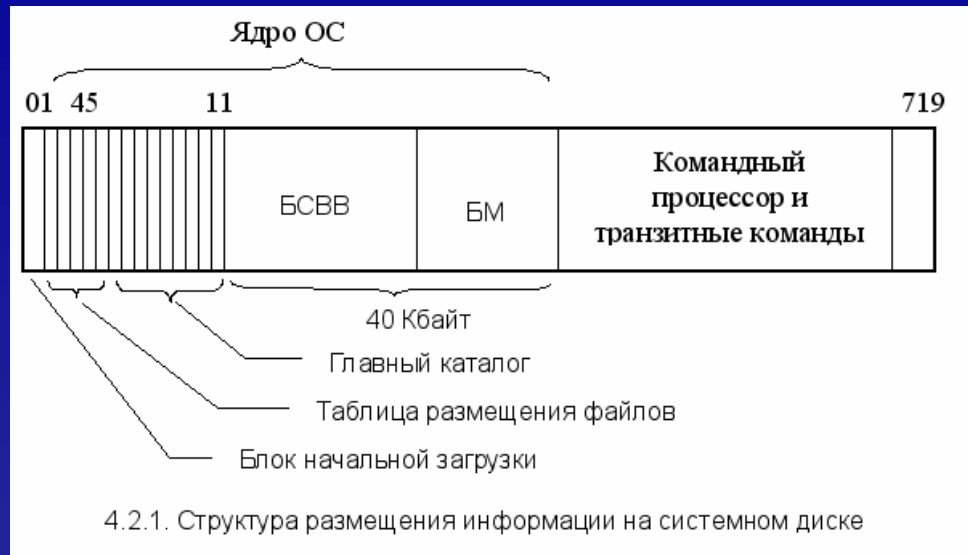 Ядро ОС
01 45 11 719
БСВВ
БМ
Командный
процессор и
транзитные команды
40 Кбайт
Главный каталог
Таблица размещения файлов
Блок начальной загрузки
4.2.1. Структура размещения информации на системном диске